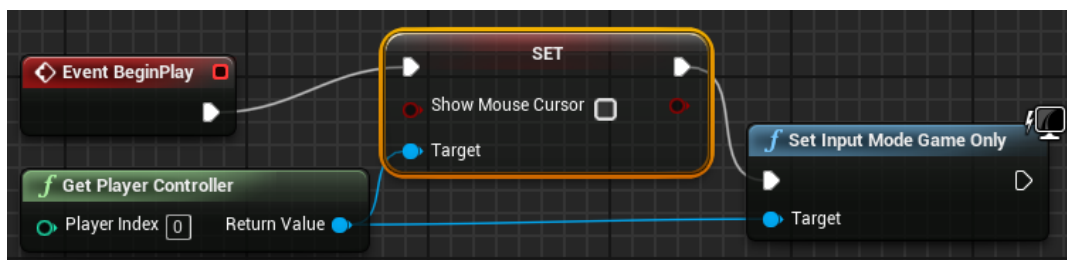 Event BeginPlay
SET
Show Mouse Cursor
Target
f Get Player Controller
Player Index 0 Return Value
f Set Input Mode Game Only
Target